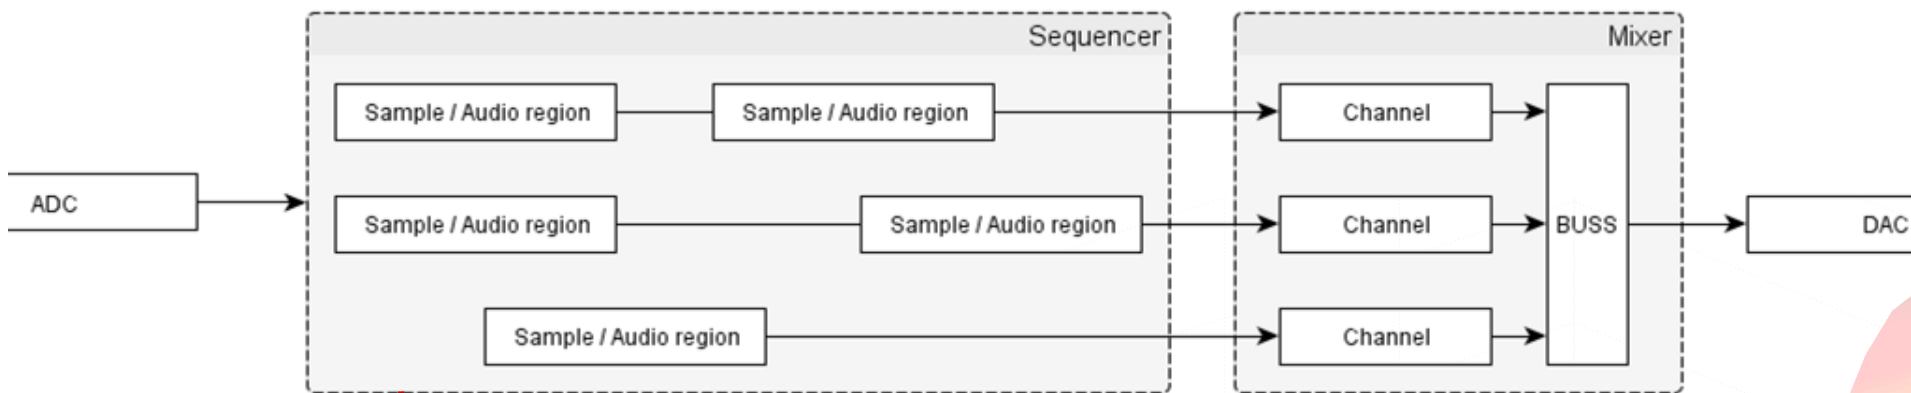 Sequencer
Mixer
Sample / Audio region
Sample / Audio region
Channel
ADC
Sample / Audio region
Sample / Audio region
Channel
BUSS
DAC
Sample / Audio region
Channel